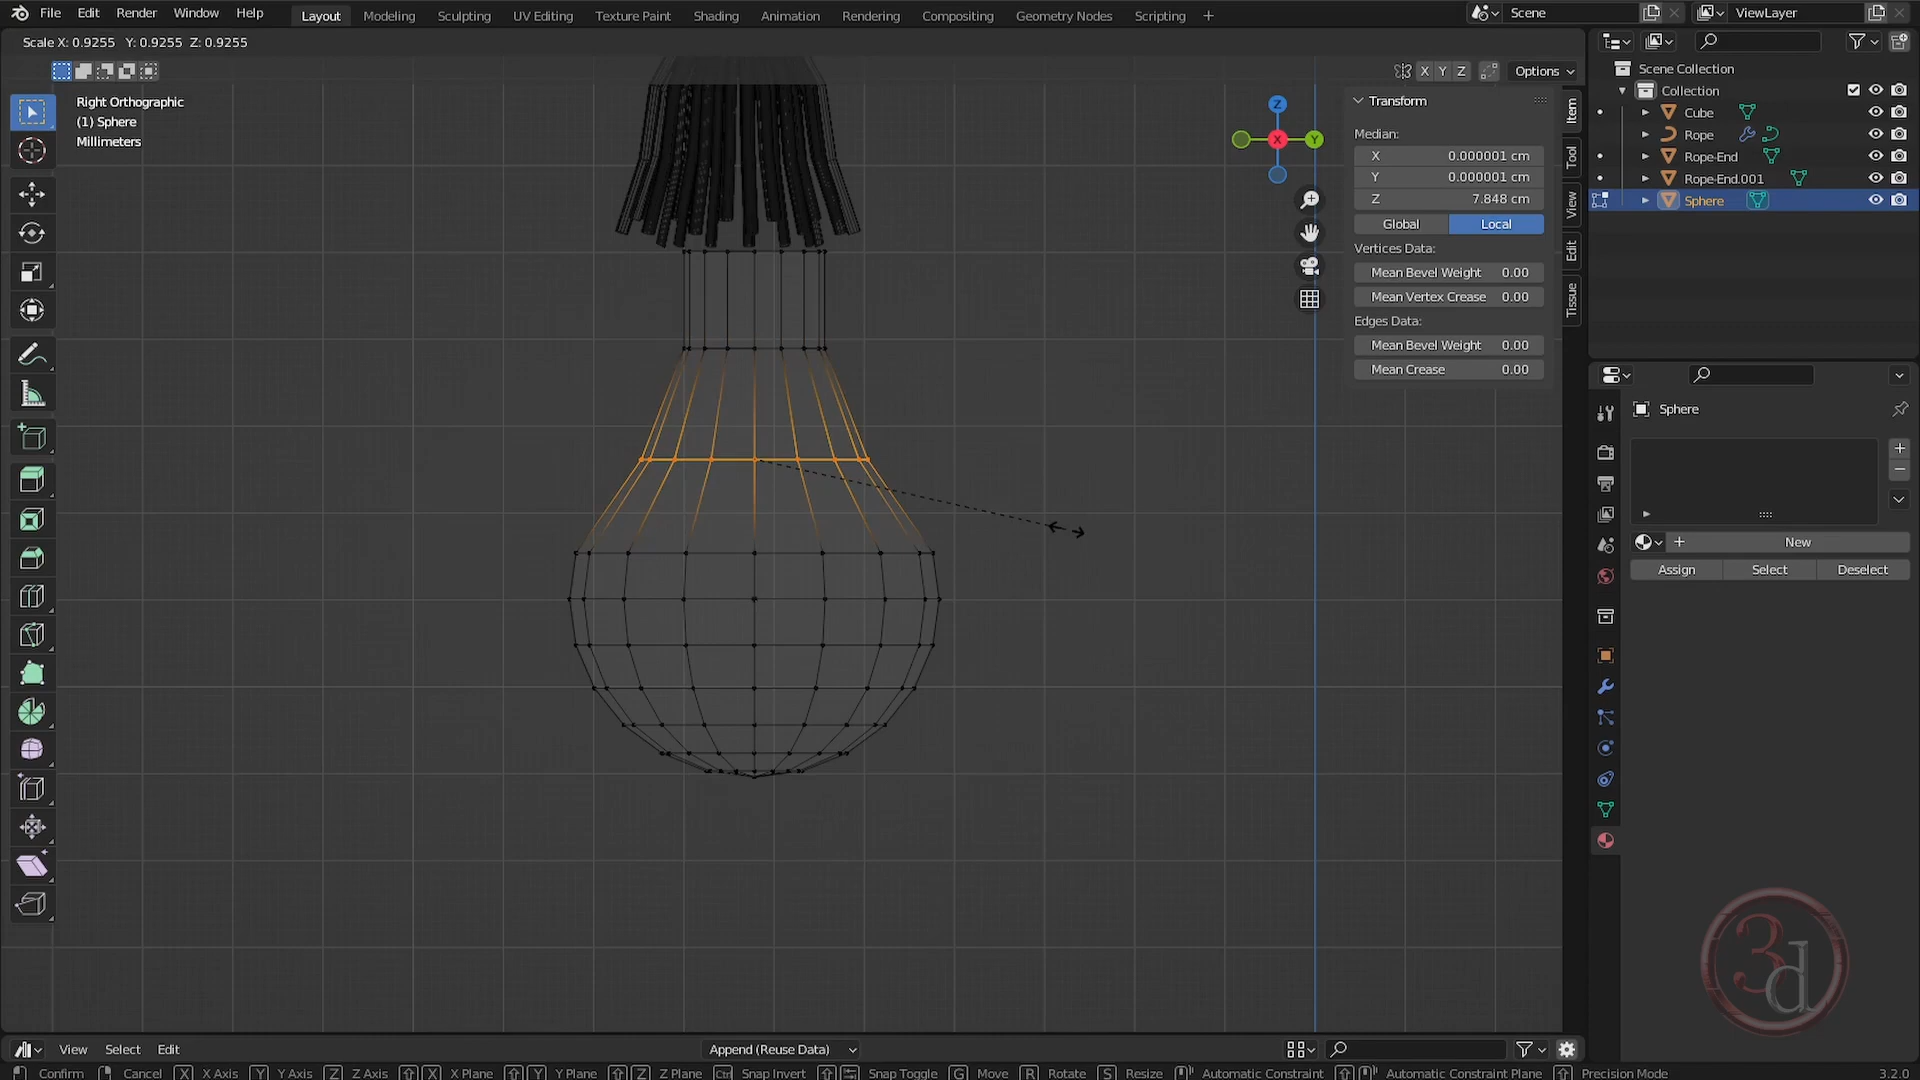 File Edit Render Window Help Layout Modeling Sculpting UV Editing Texture Paint Shading Animation Rendering Compositing Geometry Nodes Scripting + Scene ViewLayer
Scale X: 0.9255 Y: 0.9255 Z: 0.9255
X Y Z Options
Right Orthographic
(1) Sphere
Millimeters
Z
X
Y
Transform
Median:
X 0.000001 cm
Y 0.000001 cm
Z 7.848 cm
Global Local
Vertices Data:
Mean Bevel Weight 0.00
Mean Vertex Crease 0.00
Edges Data:
Mean Bevel Weight 0.00
Mean Crease 0.00
Item
Tool
View
Edit
Tissue
Scene Collection
Collection
Cube
Rope
Rope-End
Rope-End.001
Sphere
Sphere
New
Assign Select Deselect
3d
View Select Edit Append (Reuse Data)
Confirm Cancel X X Axis Y Y Axis Z Z Axis X X Plane Y Y Plane Z Z Plane Ctrl Snap Invert Snap Toggle G Move R Rotate S Resize Automatic Constraint Automatic Constraint Plane Precision Mode 3.2.0